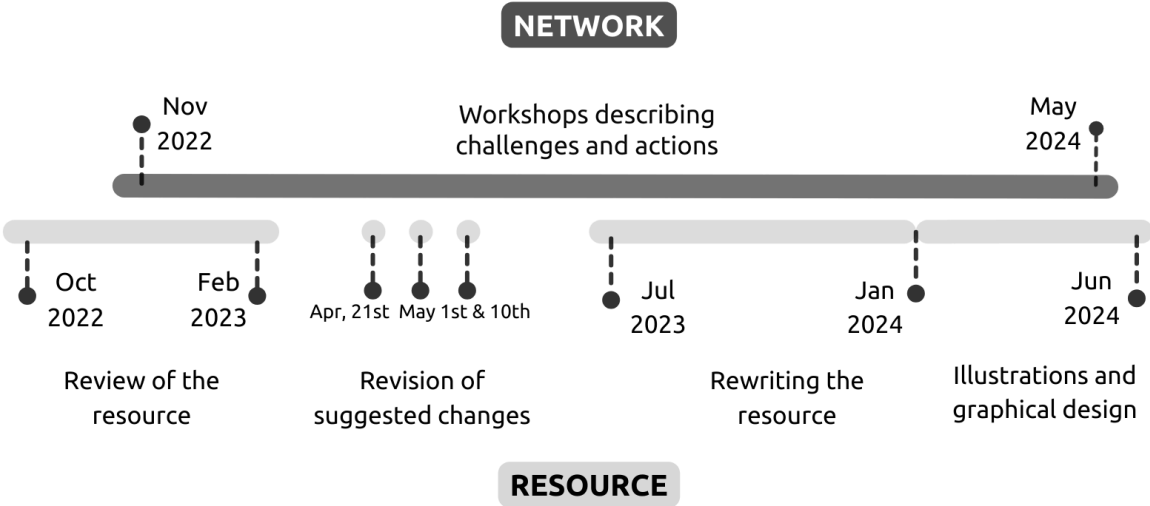 NETWORK
Nov
2022
Workshops describing
challenges and actions
May
2024
Oct
2022
Feb
2023
Apr, 21st
May 1st & 10th
Jul
2023
Jan
2024
Jun
2024
Review of the
resource
Revision of
suggested changes
Rewriting the
resource
Illustrations and
graphical design
RESOURCE